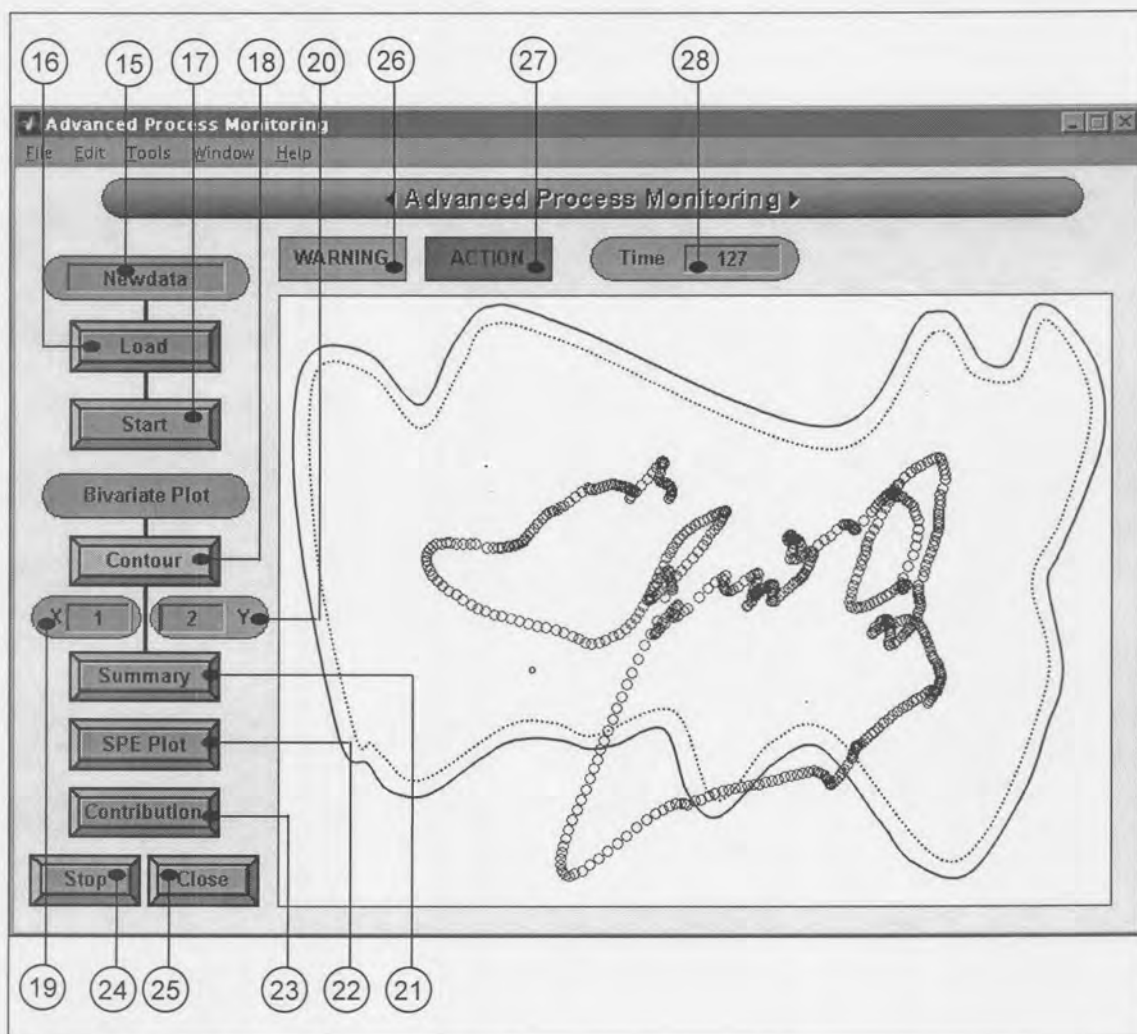 16 15 17 18 20 26 27 28
Advanced Process Monitoring
File Edit Tools Window Help
Advanced Process Monitoring
WARNING ACTION Time 127
Newdata
Load
Start
Bivariate Plot
Contour
X 1 2 Y
Summary
SPE Plot
Contribution
Stop Close
19 24 25 23 22 21